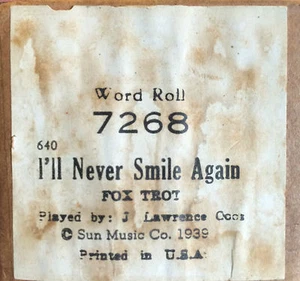 Word Roll
7268
640
I'll Never Smile Again
FOX TROT
Played by: J Lawrence Cook
© Sun Music Co. 1939
Printed in U.S.A.